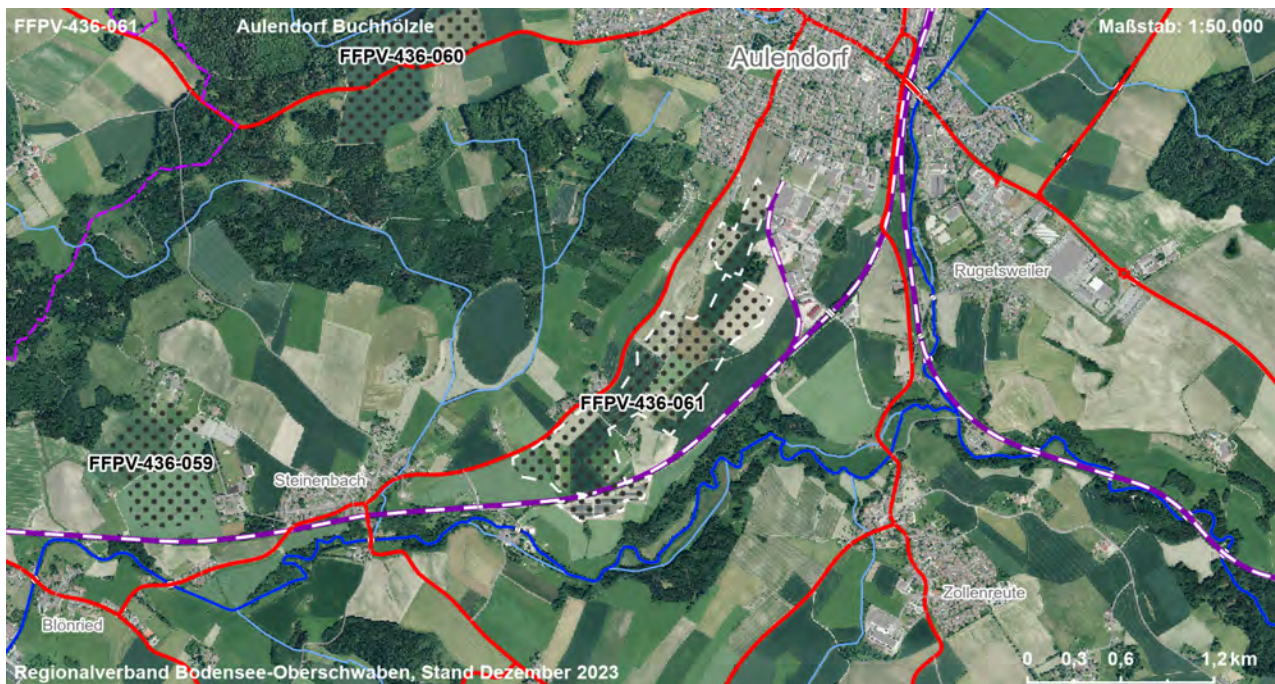 FFPV-436-061 Aulendorf Buchhölzle Maßstab: 1:50.000
FFPV-436-060
Aulendorf
Rugetsweiler
FFPV-436-061
FFPV-436-059
Steinenbach
Zollenreute
Blönried
Regionalverband Bodensee-Oberschwaben, Stand Dezember 2023
0 0,3 0,6 1,2 km